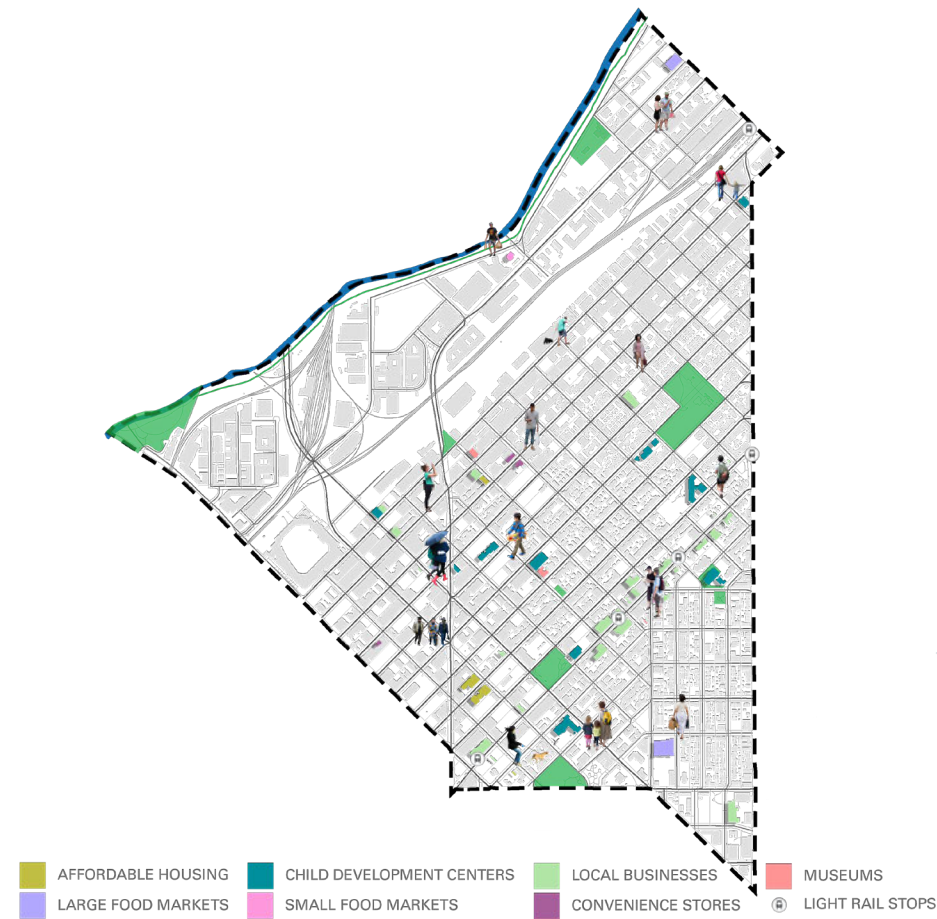 AFFORDABLE HOUSING CHILD DEVELOPMENT CENTERS LOCAL BUSINESSES MUSEUMS
LARGE FOOD MARKETS SMALL FOOD MARKETS CONVENIENCE STORES LIGHT RAIL STOPS